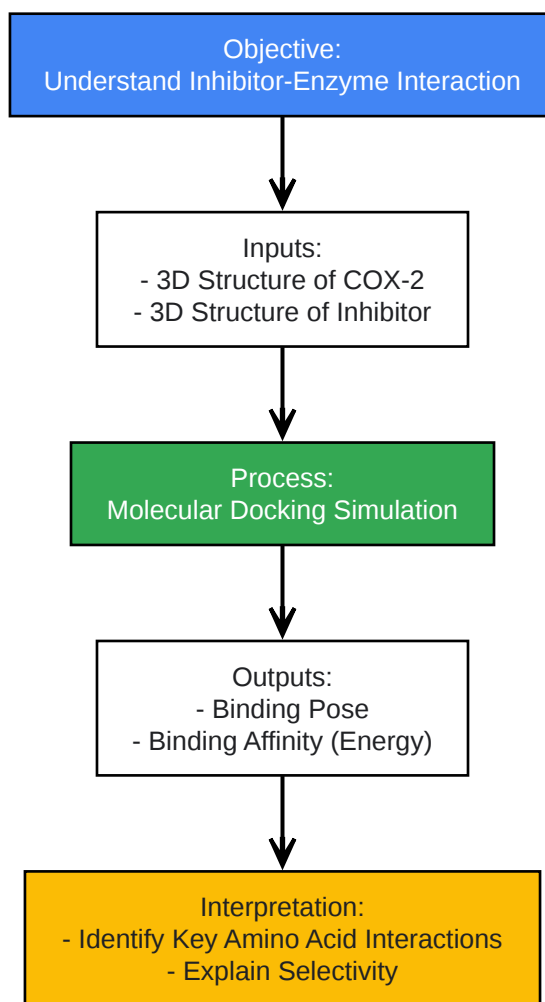 Objective:
Understand Inhibitor-Enzyme Interaction
Inputs:
- 3D Structure of COX-2
- 3D Structure of Inhibitor
Process:
Molecular Docking Simulation
Outputs:
- Binding Pose
- Binding Affinity (Energy)
Interpretation:
- Identify Key Amino Acid Interactions
- Explain Selectivity